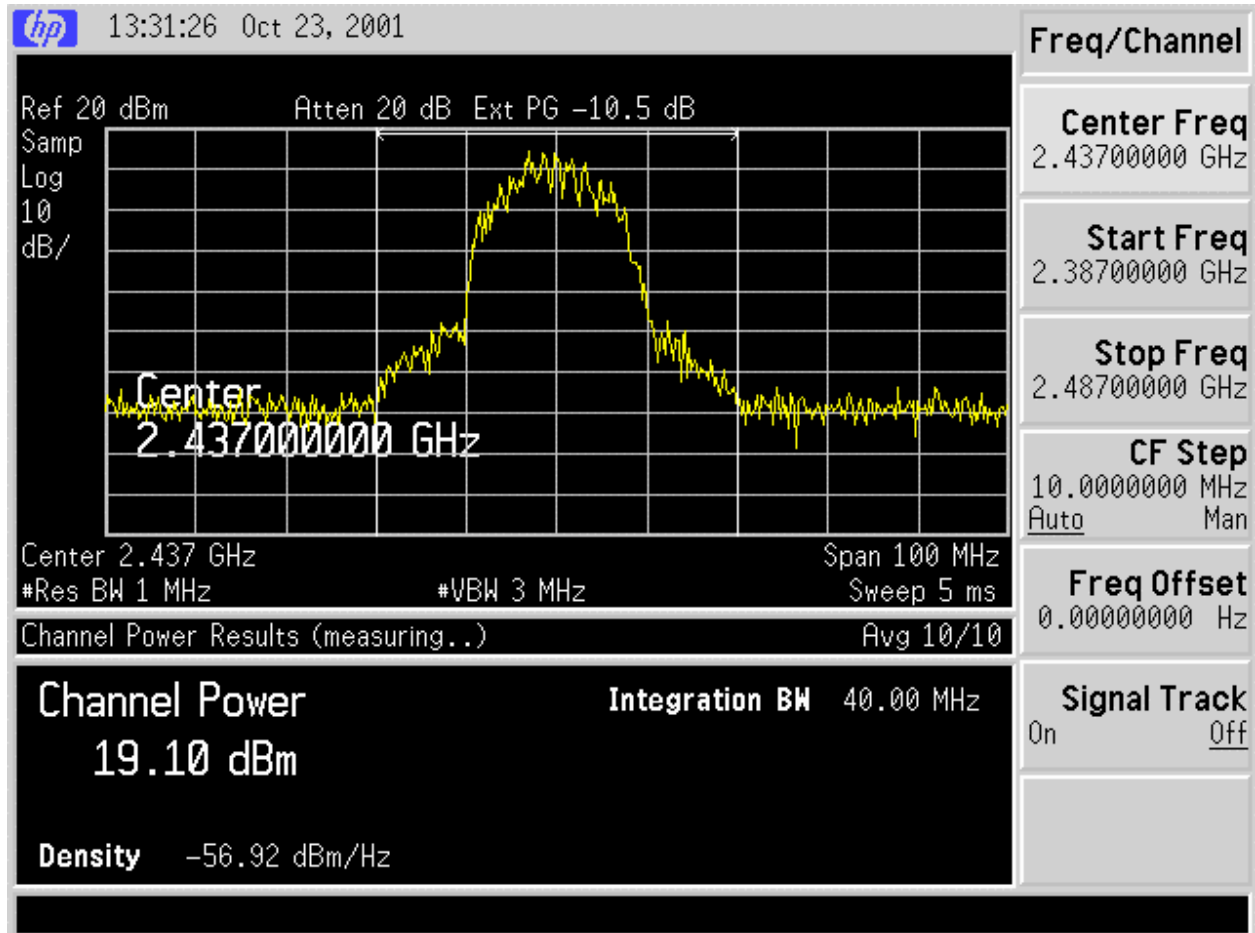 hp 13:31:26 Oct 23, 2001
Ref 20 dBm Atten 20 dB Ext PG -10.5 dB
Samp
Log
10
dB/
Center
2.437000000 GHz
Center 2.437 GHz Span 100 MHz
#Res BW 1 MHz #VBW 3 MHz Sweep 5 ms
Channel Power Results (measuring..) Avg 10/10
Channel Power Integration BW 40.00 MHz
19.10 dBm
Density -56.92 dBm/Hz
Freq/Channel
Center Freq
2.43700000 GHz
Start Freq
2.38700000 GHz
Stop Freq
2.48700000 GHz
CF Step
10.0000000 MHz
Auto Man
Freq Offset
0.00000000 Hz
Signal Track
On Off